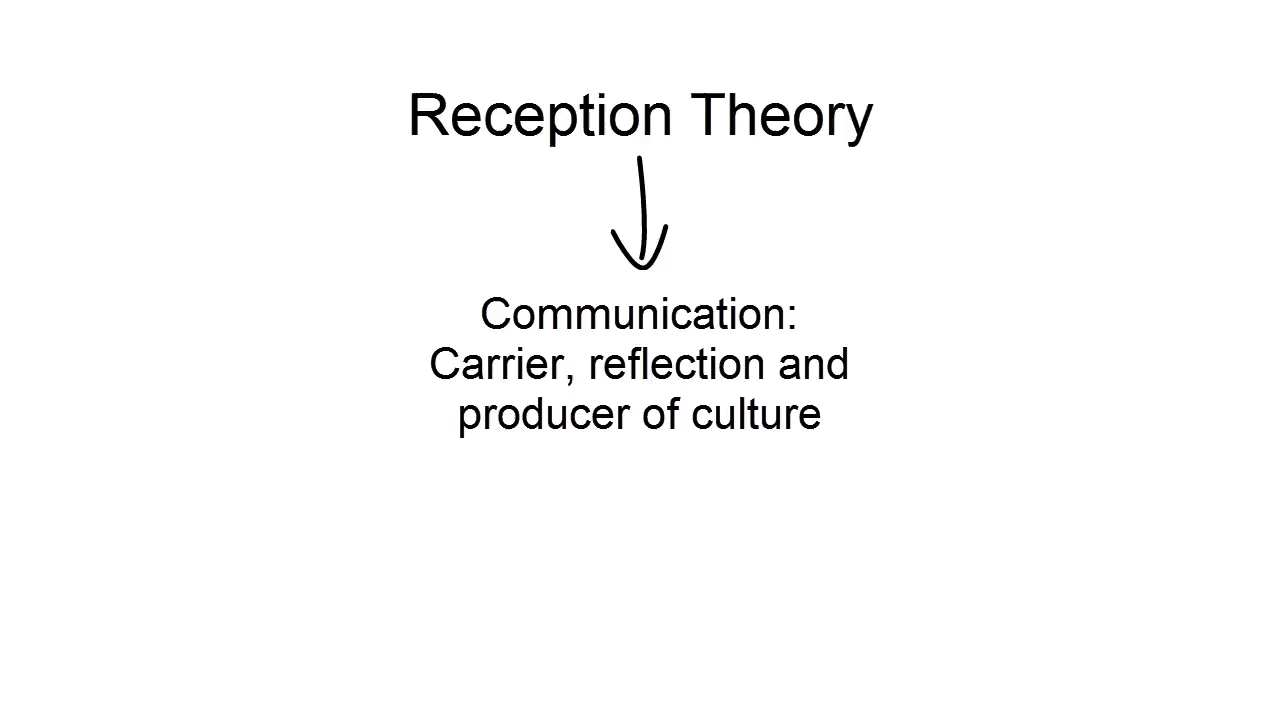 Reception Theory
Communication:
Carrier, reflection and
producer of culture